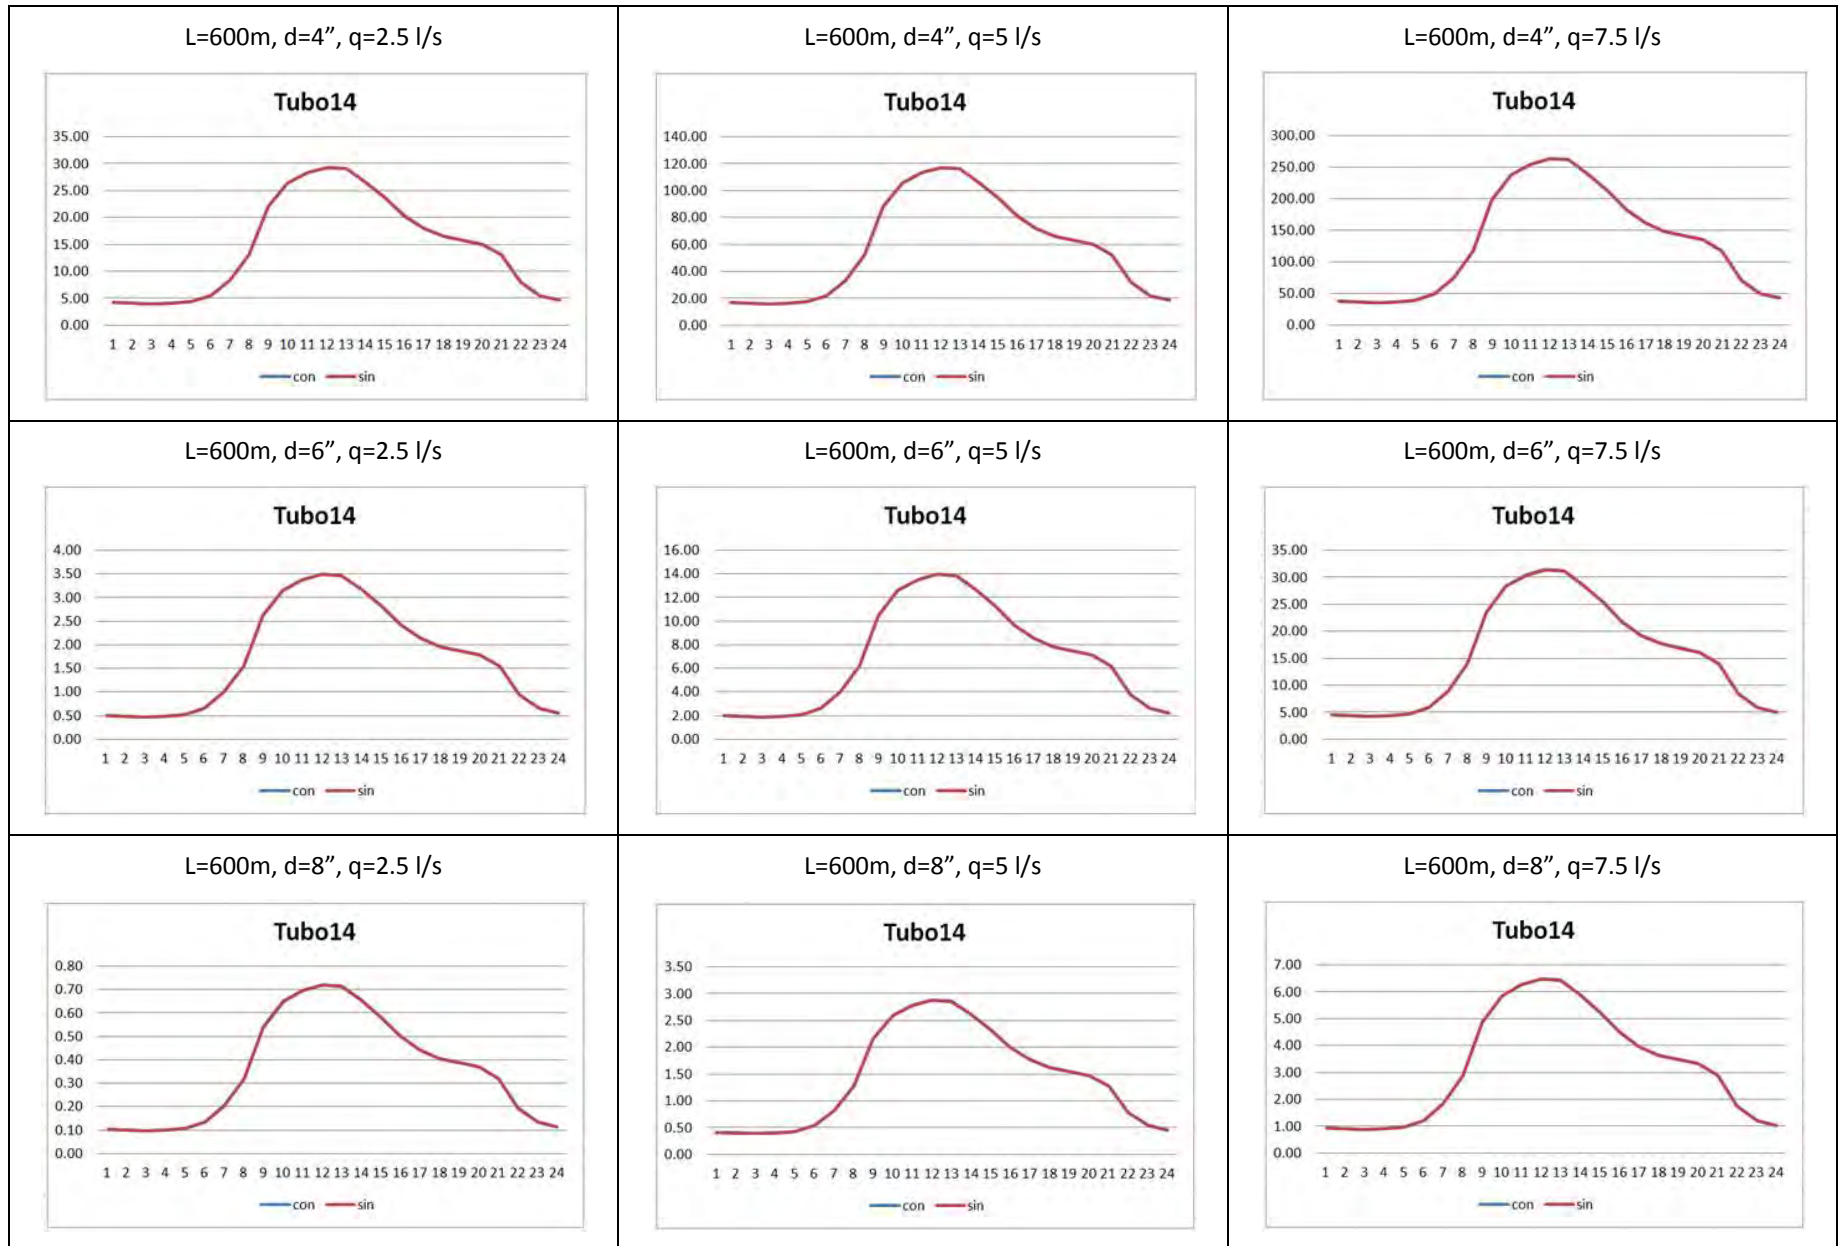 L=600m, d=4”, q=2.5 l/s
Tubo14
35.00
30.00
25.00
20.00
15.00
10.00
5.00
0.00
1 2 3 4 5 6 7 8 9 10 11 12 13 14 15 16 17 18 19 20 21 22 23 24
con sin
L=600m, d=4”, q=5 l/s
Tubo14
140.00
120.00
100.00
80.00
60.00
40.00
20.00
0.00
1 2 3 4 5 6 7 8 9 10 11 12 13 14 15 16 17 18 19 20 21 22 23 24
con sin
L=600m, d=4”, q=7.5 l/s
Tubo14
300.00
250.00
200.00
150.00
100.00
50.00
0.00
1 2 3 4 5 6 7 8 9 10 11 12 13 14 15 16 17 18 19 20 21 22 23 24
con sin
L=600m, d=6”, q=2.5 l/s
Tubo14
4.00
3.50
3.00
2.50
2.00
1.50
1.00
0.50
0.00
1 2 3 4 5 6 7 8 9 10 11 12 13 14 15 16 17 18 19 20 21 22 23 24
con sin
L=600m, d=6”, q=5 l/s
Tubo14
16.00
14.00
12.00
10.00
8.00
6.00
4.00
2.00
0.00
1 2 3 4 5 6 7 8 9 10 11 12 13 14 15 16 17 18 19 20 21 22 23 24
con sin
L=600m, d=6”, q=7.5 l/s
Tubo14
35.00
30.00
25.00
20.00
15.00
10.00
5.00
0.00
1 2 3 4 5 6 7 8 9 10 11 12 13 14 15 16 17 18 19 20 21 22 23 24
con sin
L=600m, d=8”, q=2.5 l/s
Tubo14
0.80
0.70
0.60
0.50
0.40
0.30
0.20
0.10
0.00
1 2 3 4 5 6 7 8 9 10 11 12 13 14 15 16 17 18 19 20 21 22 23 24
con sin
L=600m, d=8”, q=5 l/s
Tubo14
3.50
3.00
2.50
2.00
1.50
1.00
0.50
0.00
1 2 3 4 5 6 7 8 9 10 11 12 13 14 15 16 17 18 19 20 21 22 23 24
con sin
L=600m, d=8”, q=7.5 l/s
Tubo14
7.00
6.00
5.00
4.00
3.00
2.00
1.00
0.00
1 2 3 4 5 6 7 8 9 10 11 12 13 14 15 16 17 18 19 20 21 22 23 24
con sin